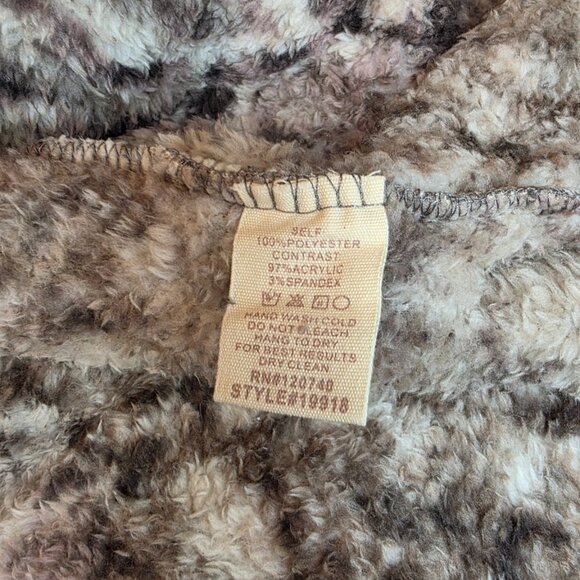 SELF
100%POLYESTER
CONTRAST
97%ACRYLIC
3%SPANDEX
HAND WASH COLD
DO NOT BLEACH
HANG TO DRY
FOR BEST RESULTS
DRY CLEAN
RN#120740
STYLE#19918